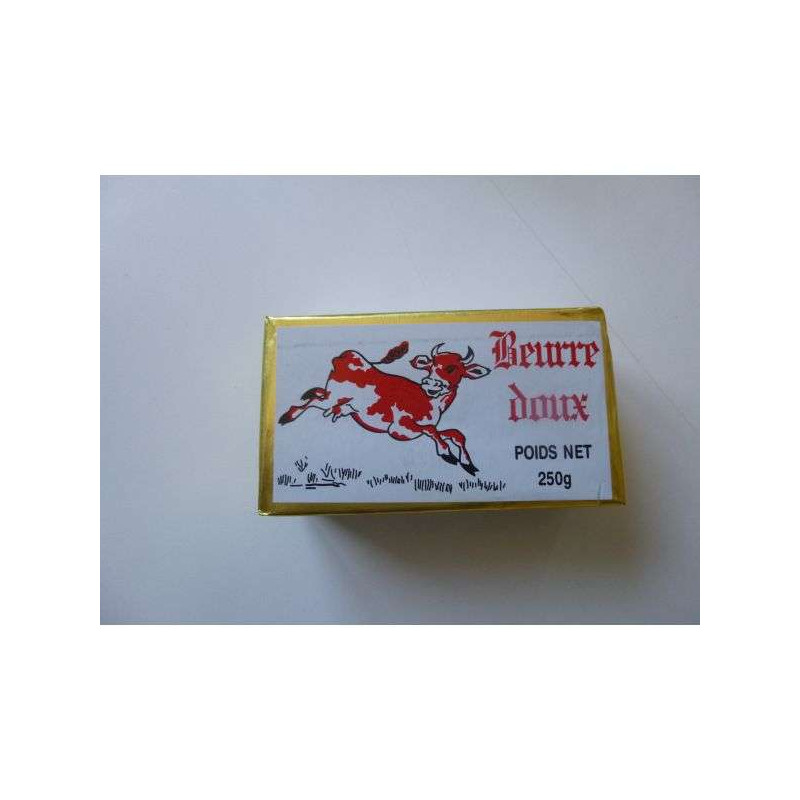 Beurre
doux
POIDS NET
250g